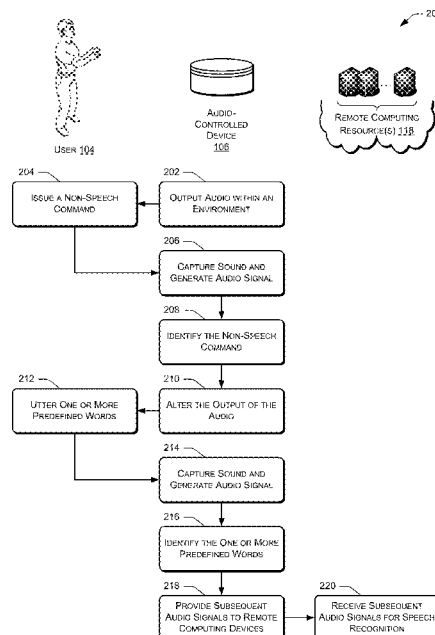 20
USER 104
AUDIO-
CONTROLLED
DEVICE
106
REMOTE COMPUTING
RESOURCE(S) 118
204
ISSUE A NON-SPEECH
COMMAND
202
OUTPUT AUDIO WITHIN AN
ENVIRONMENT
206
CAPTURE SOUND AND
GENERATE AUDIO SIGNAL
208
IDENTIFY THE NON-SPEECH
COMMAND
212
UTTER ONE OR MORE
PREDEFINED WORDS
210
ALTER THE OUTPUT OF THE
AUDIO
214
CAPTURE SOUND AND
GENERATE AUDIO SIGNAL
216
IDENTIFY THE ONE OR MORE
PREDEFINED WORDS
218
PROVIDE SUBSEQUENT
AUDIO SIGNALS TO REMOTE
COMPUTING DEVICES
220
RECEIVE SUBSEQUENT
AUDIO SIGNALS FOR SPEECH
RECOGNITION